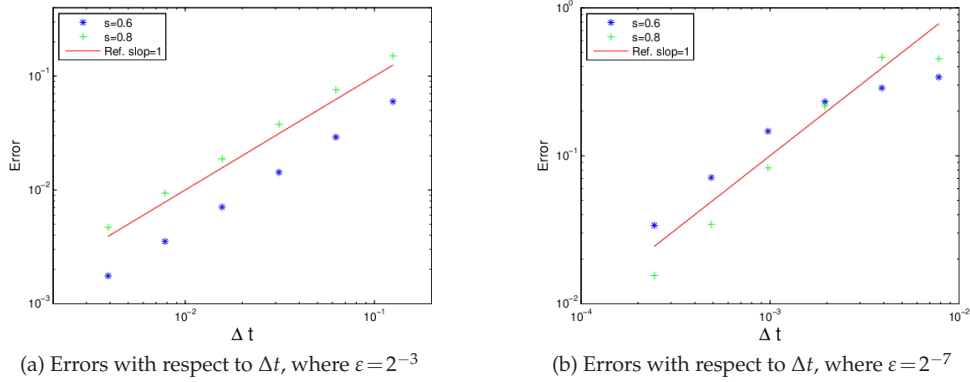 s=0.6
s=0.8
Ref. slop=1
10⁻¹
10⁻²
10⁻³
Error
10⁻²
10⁻¹
Δ t
(a) Errors with respect to Δt, where ε=2⁻³
s=0.6
s=0.8
Ref. slop=1
10⁰
10⁻¹
10⁻²
Error
10⁻⁴
10⁻³
10⁻²
Δ t
(b) Errors with respect to Δt, where ε=2⁻⁷